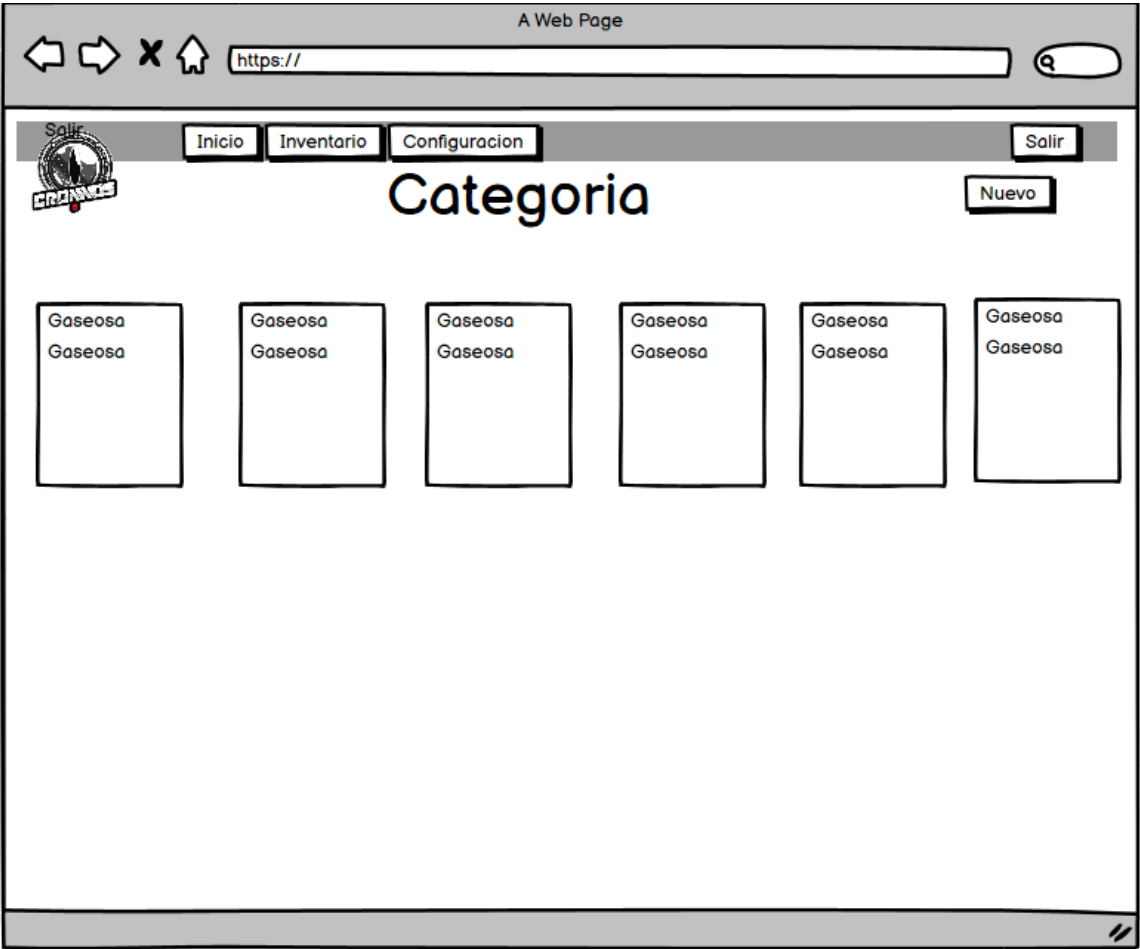 A Web Page
https://
Salir
Inicio Inventario Configuracion Salir
CRONNOS
Categoria Nuevo
Gaseosa Gaseosa Gaseosa Gaseosa Gaseosa Gaseosa
Gaseosa Gaseosa Gaseosa Gaseosa Gaseosa Gaseosa